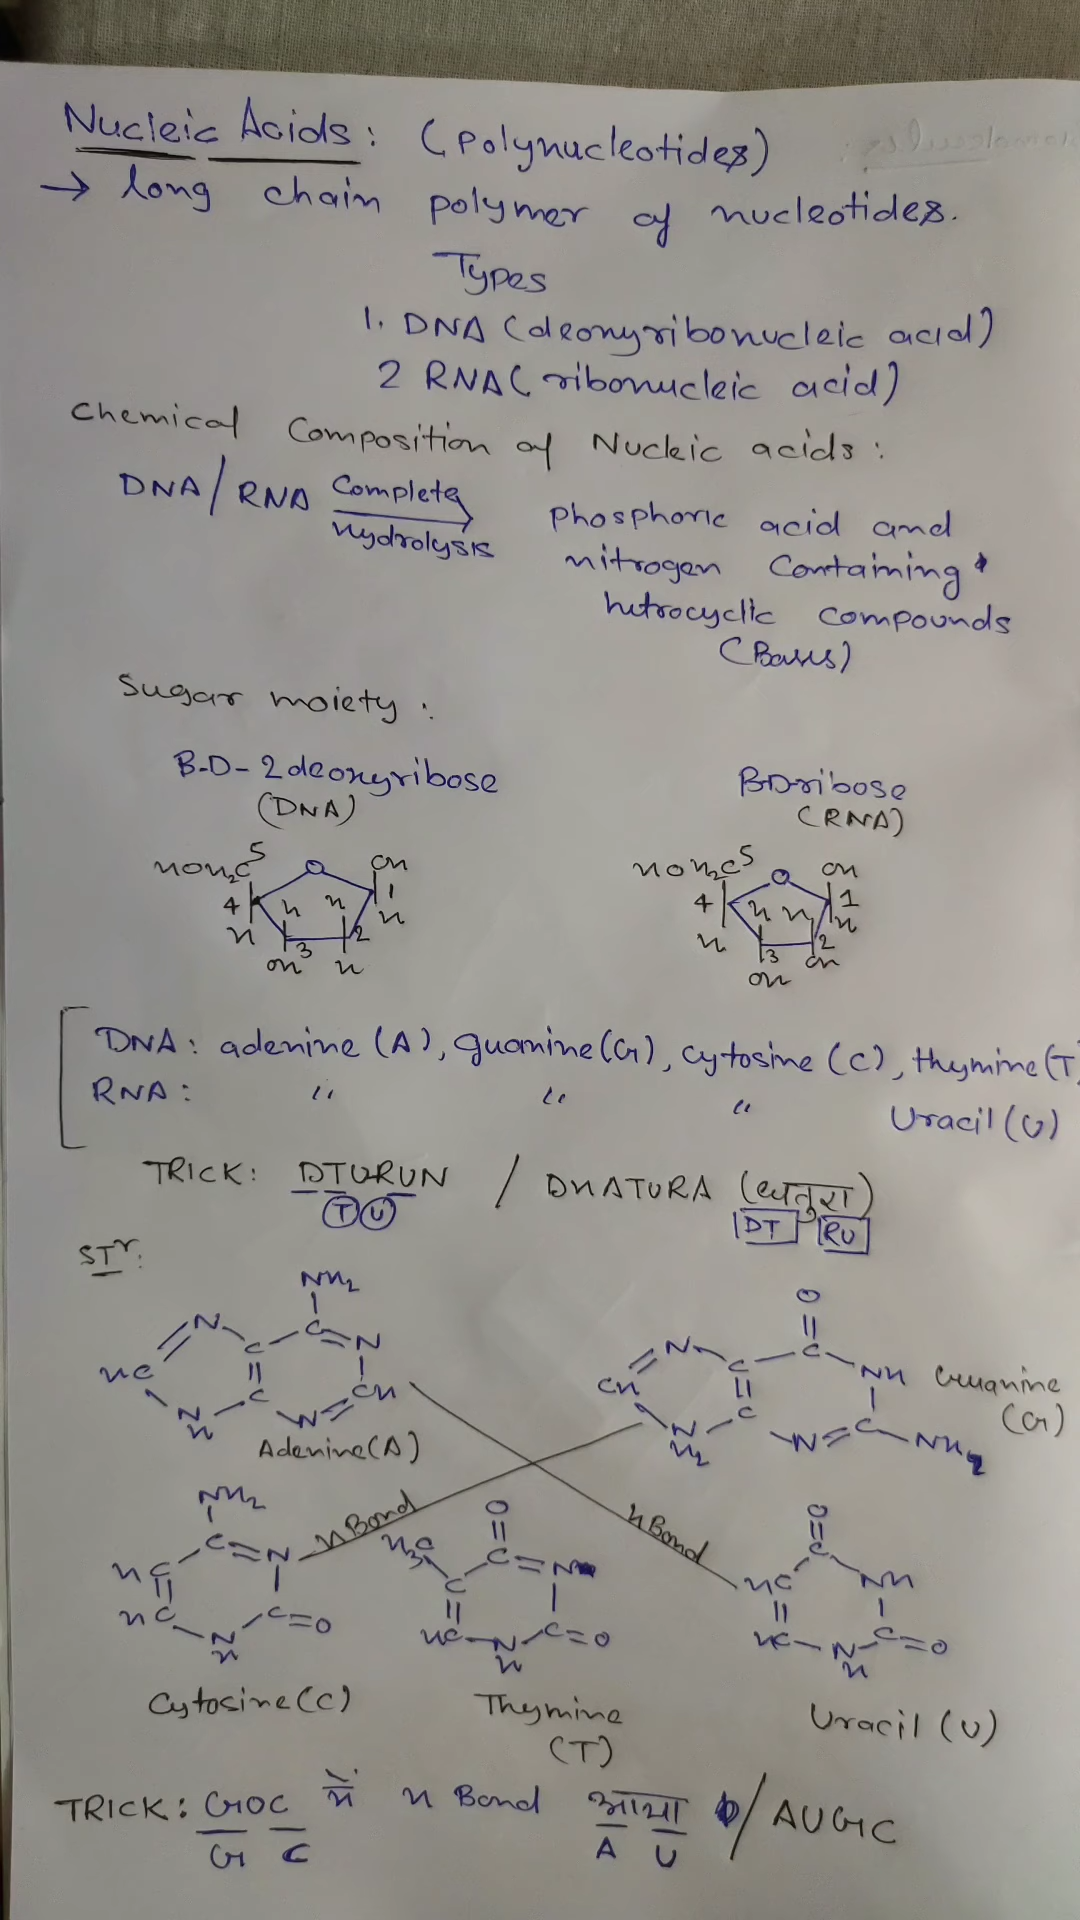 Nucleic Acids: (Polynucleotides)
→ long chain polymer of nucleotides.
Types
1. DNA (deoxyribonucleic acid)
2 RNA (ribonucleic acid)
Chemical Composition of Nucleic acids:
DNA/RNA Complete Hydrolysis → Phosphoric acid and
nitrogen Containing
hetrocyclic compounds
(Bases)
Sugar moiety:
B-D-2deoxyribose
(DNA)
HOH₂C 5 O OH
4 H H 1
H 3 2 H
OH H
BDribose
(RNA)
HOH₂C 5 O OH
4 H H 1
H 3 2 H
OH OH
DNA: adenine (A), guanine (G), Cytosine (C), thymine (T)
RNA: " " " Uracil (U)
TRICK: DTURUN / DHATURA (धतुरा)
T U DT RU
STr.
NH₂
N C N
HC C
N C N CH
H
Adenine (A)
O
N C
C NH
CH C
N N C NH₂
H₂
Guanine
(G)
NH₂
C N
HC
HC C=O
N
H
Cytosine (C)
H Bond
O
H₃C C N
C
HC N C=O
H
Thymine
(T)
H Bond
O
C
HC NH
HC N C=O
H
Uracil (U)
TRICK: GOC में H Bond आया / AUGC
G C A U